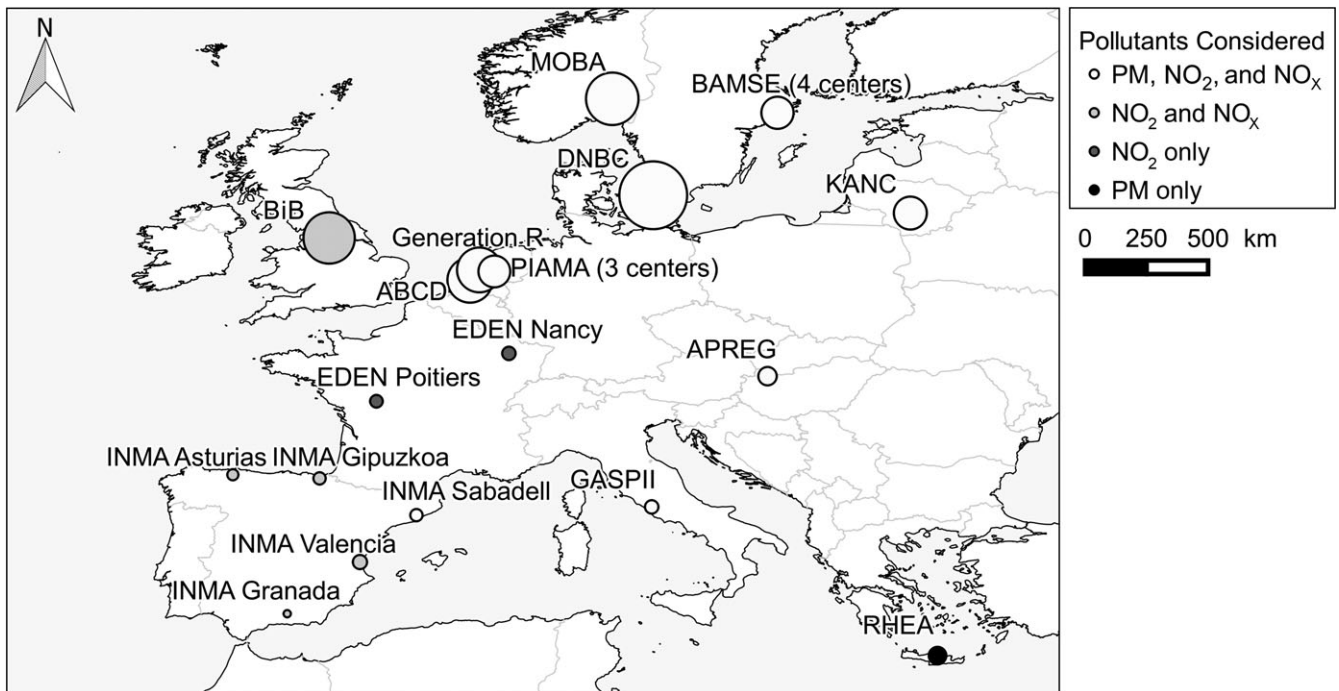 N
MOBA
BAMSE (4 centers)
DNBC
KANC
BiB
Generation R
PIAMA (3 centers)
ABCD
EDEN Nancy
APREG
EDEN Poitiers
INMA Asturias
INMA Gipuzkoa
INMA Sabadell
GASPII
INMA Valencia
INMA Granada
RHEA
Pollutants Considered
PM, NO₂, and NOₓ
NO₂ and NOₓ
NO₂ only
PM only
0 250 500 km